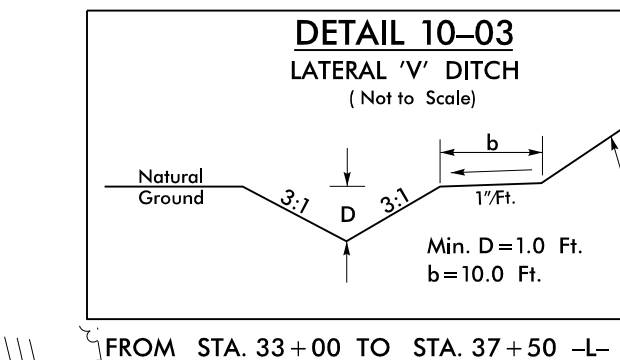 DETAIL 10–03
LATERAL 'V' DITCH
( Not to Scale)
b
Natural
Ground
3:1
D
3:1
1"/Ft.
Min. D=1.0 Ft.
b=10.0 Ft.
FROM STA. 33+00 TO STA. 37+50 –L–